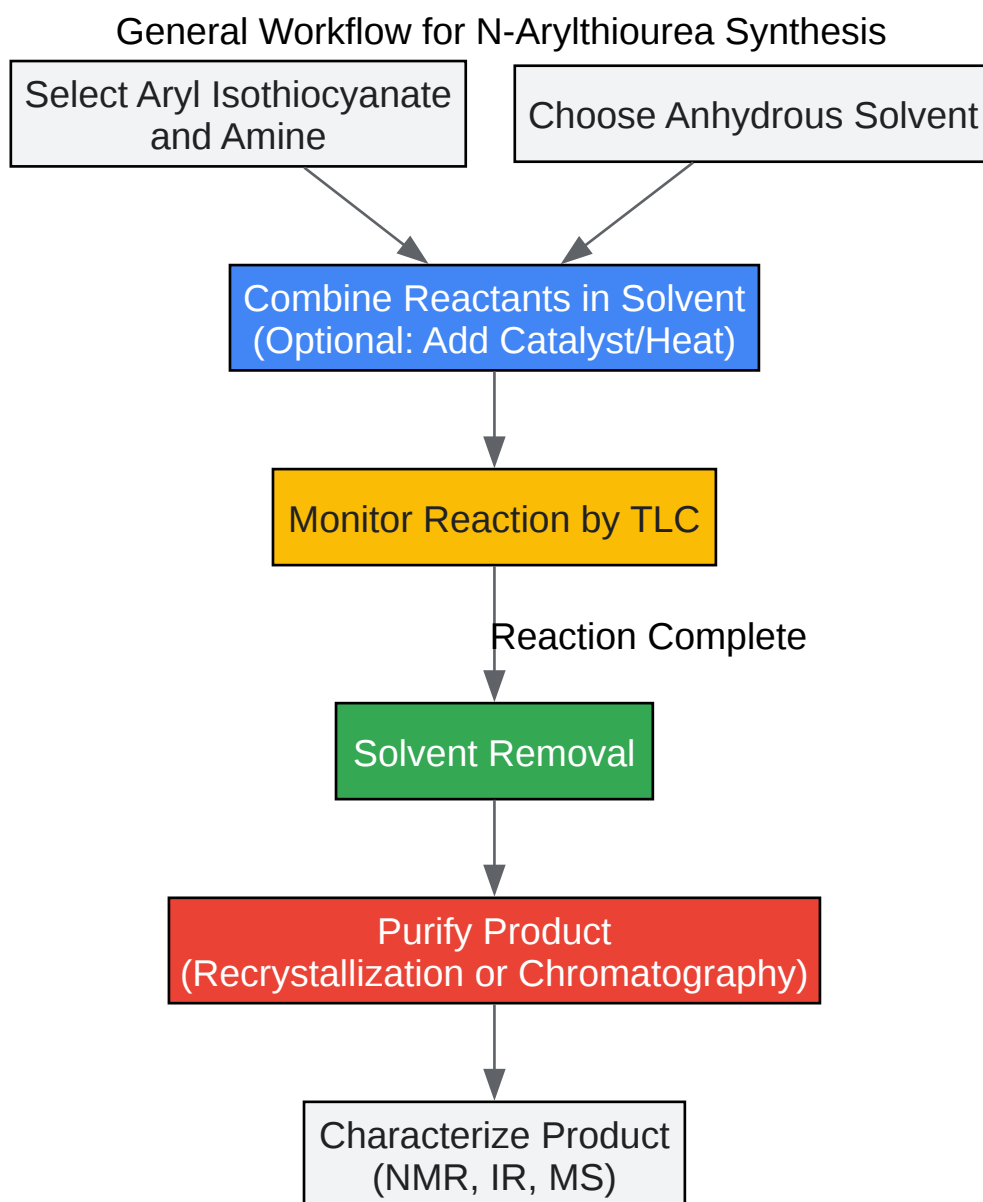 General Workflow for N-Arylthiourea Synthesis
Select Aryl Isothiocyanate
and Amine
Choose Anhydrous Solvent
Combine Reactants in Solvent
(Optional: Add Catalyst/Heat)
Monitor Reaction by TLC
Reaction Complete
Solvent Removal
Purify Product
(Recrystallization or Chromatography)
Characterize Product
(NMR, IR, MS)